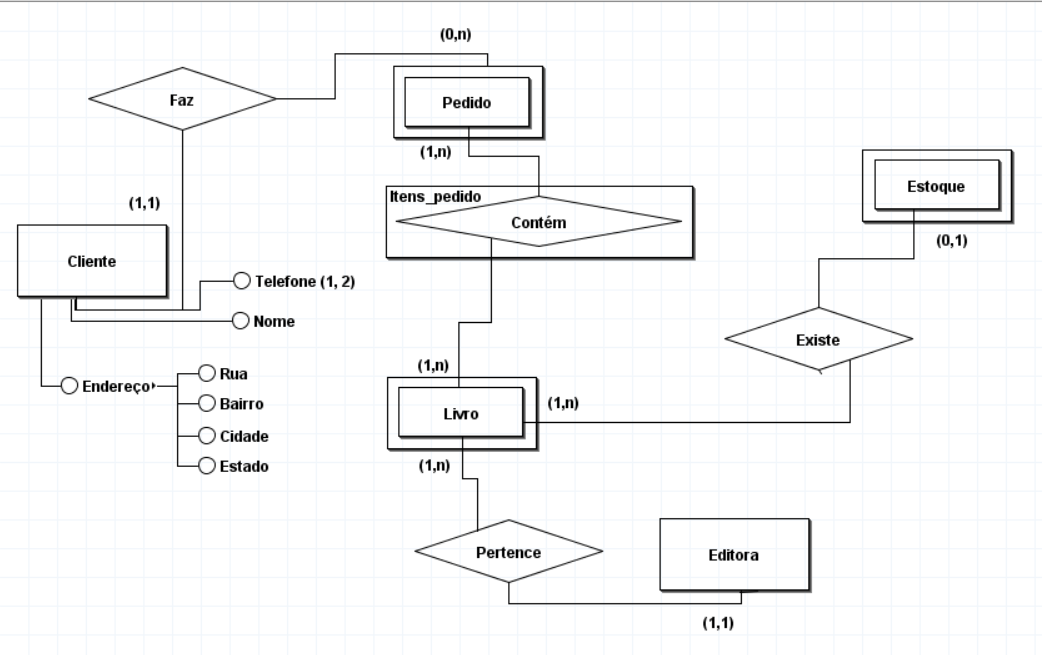 (0,n)
Faz
Pedido
(1,n)
Estoque
Itens_pedido
(1,1)
Contém
(0,1)
Cliente
Telefone (1, 2)
Nome
Existe
(1,n)
Rua
Endereço
Bairro
Livro
(1,n)
Cidade
Estado
(1,n)
Pertence
Editora
(1,1)